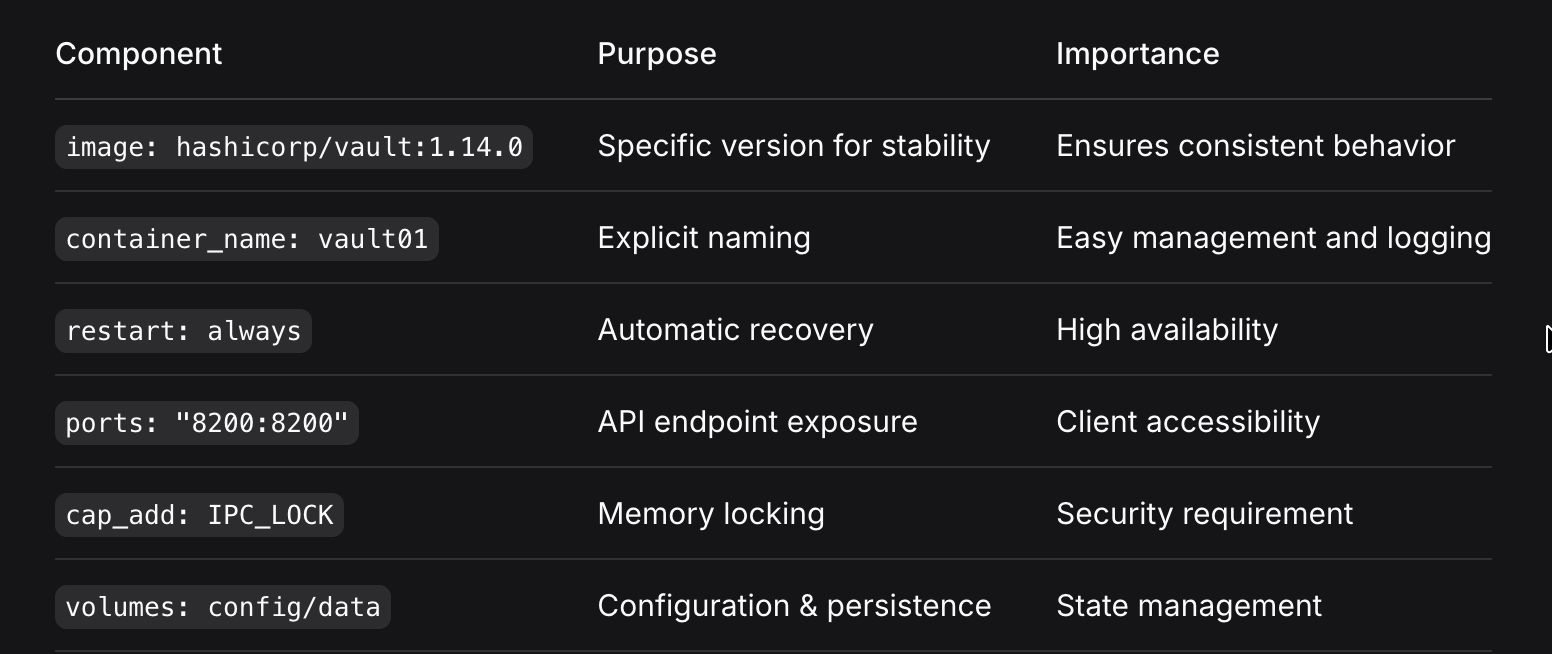 Component Purpose Importance
image: hashicorp/vault:1.14.0 Specific version for stability Ensures consistent behavior
container_name: vault01 Explicit naming Easy management and logging
restart: always Automatic recovery High availability
ports: "8200:8200" API endpoint exposure Client accessibility
cap_add: IPC_LOCK Memory locking Security requirement
volumes: config/data Configuration & persistence State management